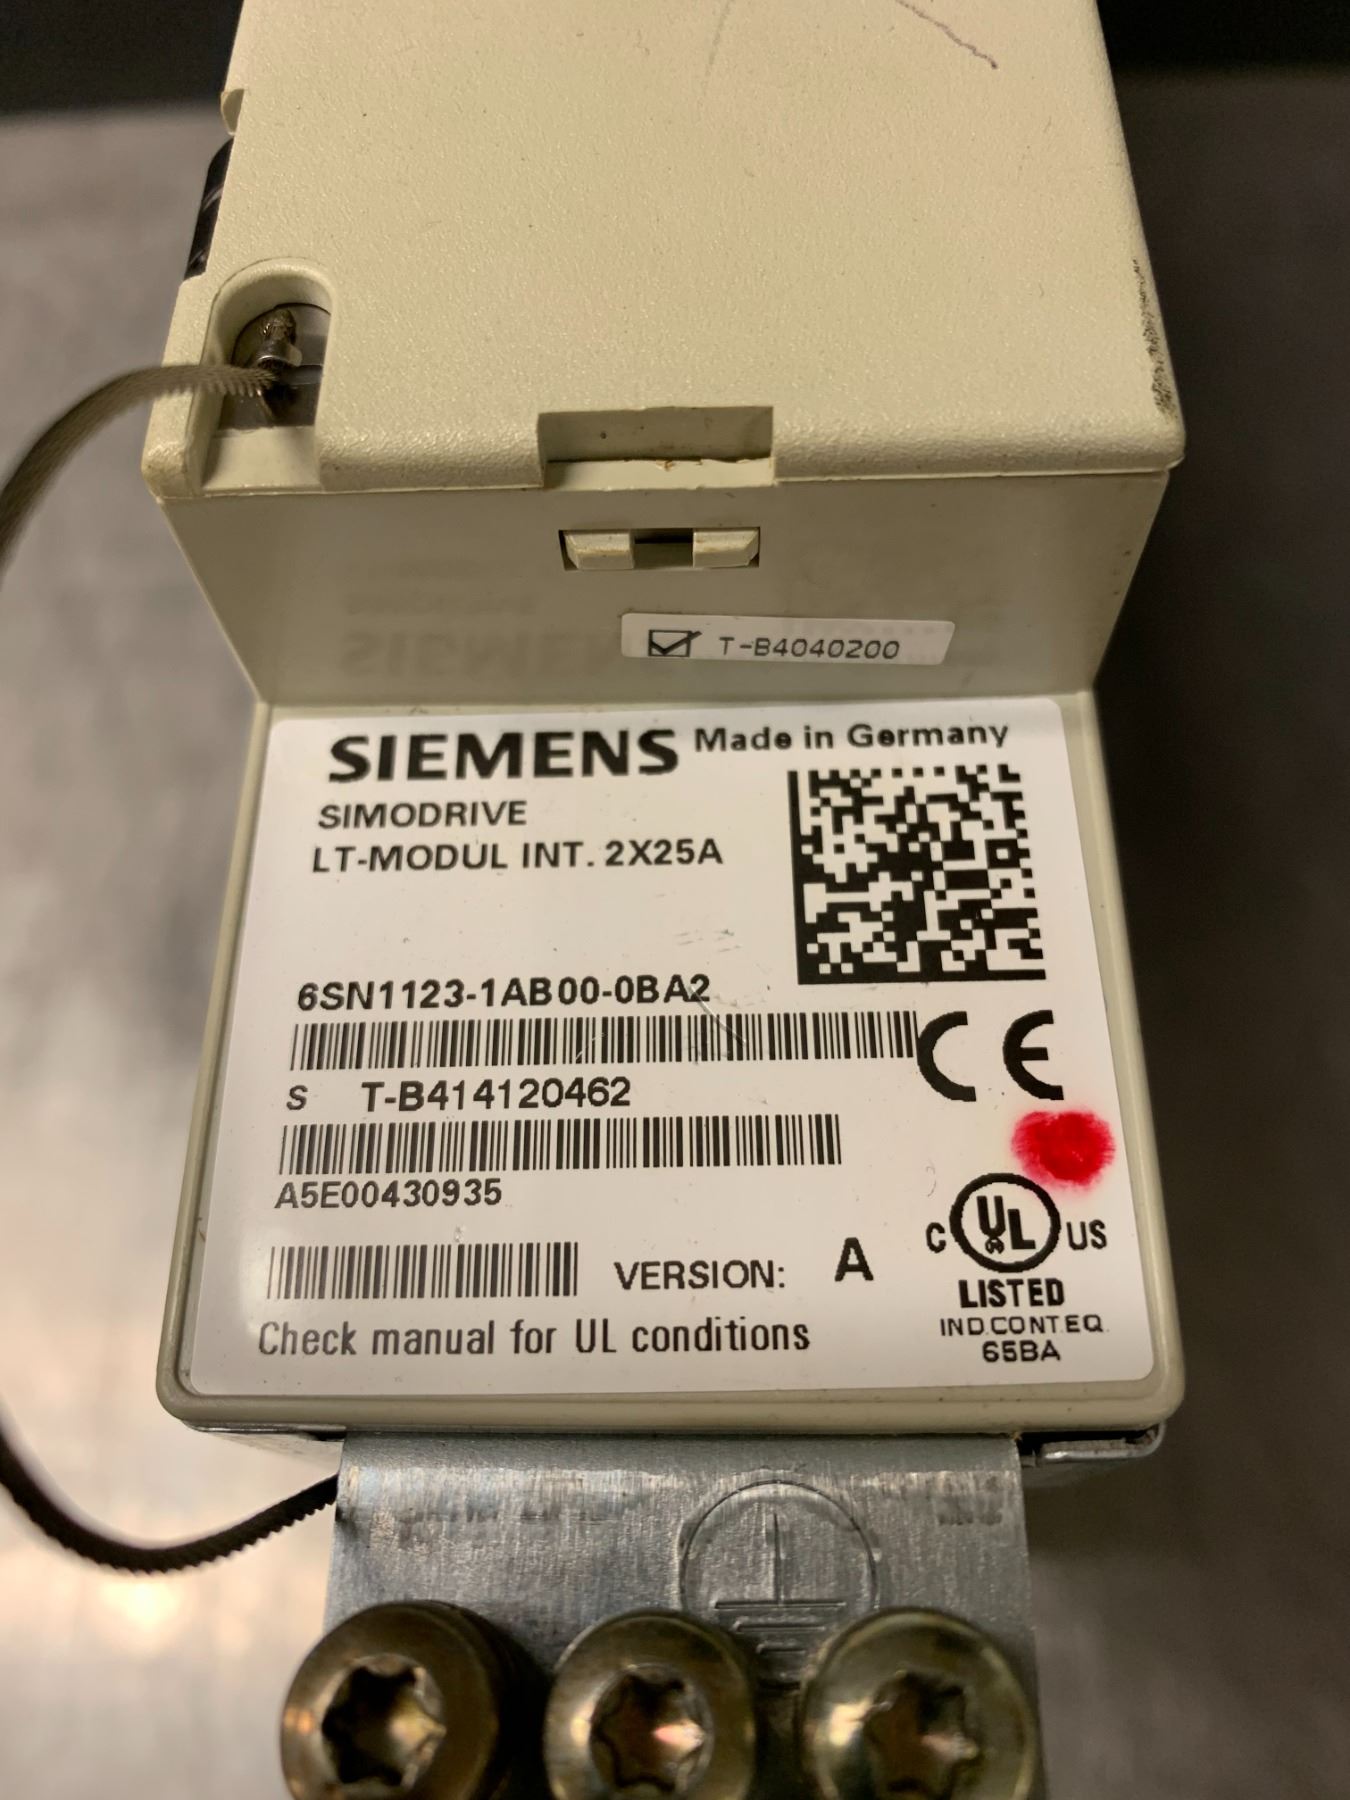 T-B4040200
SIEMENS Made in Germany
SIMODRIVE
LT-MODUL INT. 2X25A
6SN1123-1AB00-0BA2
S T-B414120462
A5E00430935
VERSION: A
Check manual for UL conditions
CE
C UL US
LISTED
IND.CONT.EQ.
65BA